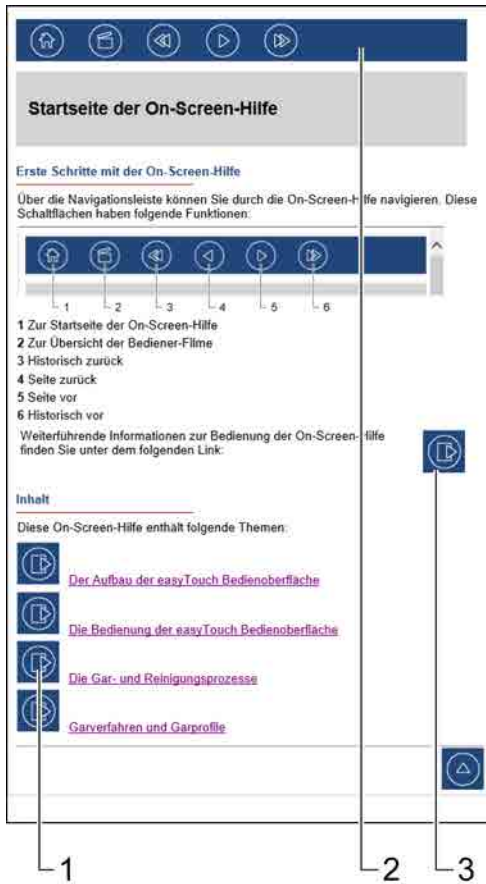 Startseite der On-Screen-Hilfe
Erste Schritte mit der On-Screen-Hilfe
Über die Navigationsleiste können Sie durch die On-Screen-Hilfe navigieren. Diese
Schaltflächen haben folgende Funktionen:
1 2 3 4 5 6
1 Zur Startseite der On-Screen-Hilfe
2 Zur Übersicht der Bediener-Filme
3 Historisch zurück
4 Seite zurück
5 Seite vor
6 Historisch vor
Weiterführende Informationen zur Bedienung der On-Screen-Hilfe
finden Sie unter dem folgenden Link:
Inhalt
Diese On-Screen-Hilfe enthält folgende Themen:
Der Aufbau der easyTouch Bedienoberfläche
Die Bedienung der easyTouch Bedienoberfläche
Die Gar- und Reinigungsprozesse
Garverfahren und Garprofile
1 2 3